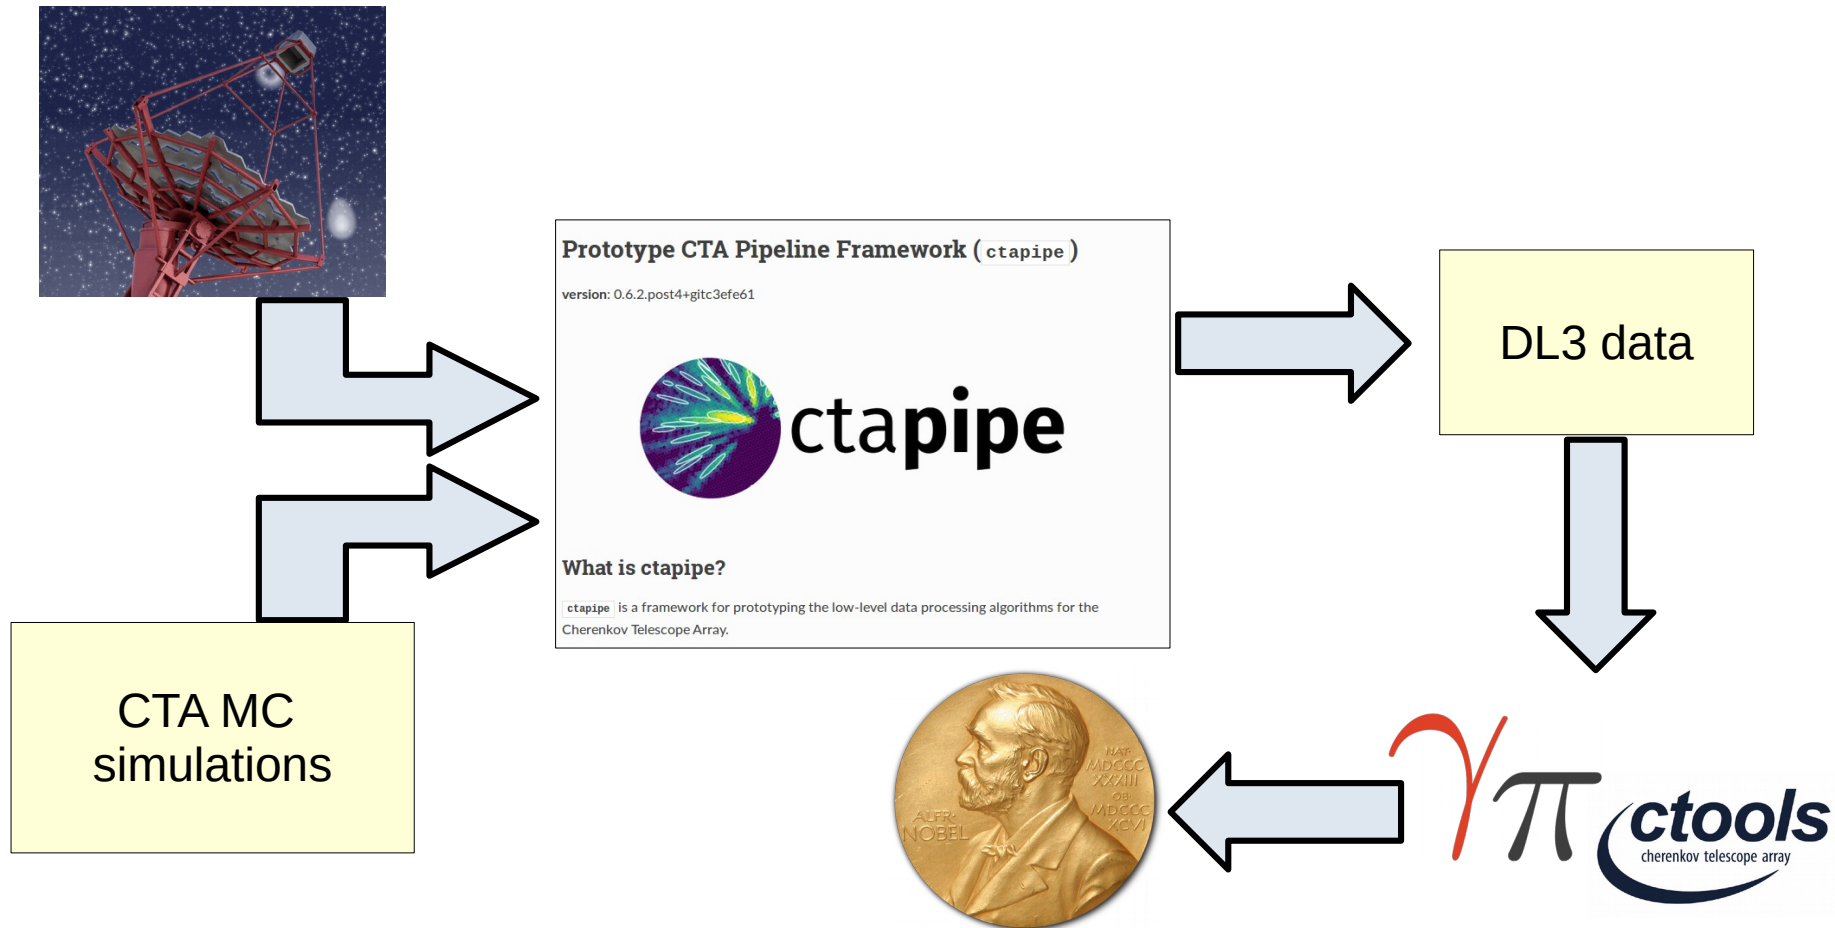 Prototype CTA Pipeline Framework ( ctapipe )
version: 0.6.2.post4+gitc3efe61
ctapipe
What is ctapipe?
ctapipe is a framework for prototyping the low-level data processing algorithms for the
Cherenkov Telescope Array.
DL3 data
CTA MC
simulations
ALFR·
NOBEL
NAT·
MDCCC
XXXIII
OB·
MDCCC
XCVI
γπ
ctools
cherenkov telescope array